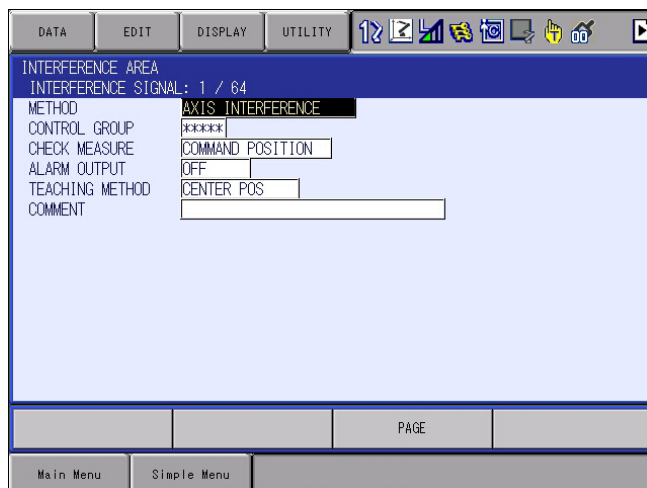 DATA EDIT DISPLAY UTILITY
INTERFERENCE AREA
INTERFERENCE SIGNAL: 1 / 64
METHOD AXIS INTERFERENCE
CONTROL GROUP *****
CHECK MEASURE COMMAND POSITION
ALARM OUTPUT OFF
TEACHING METHOD CENTER POS
COMMENT
PAGE
Main Menu Simple Menu